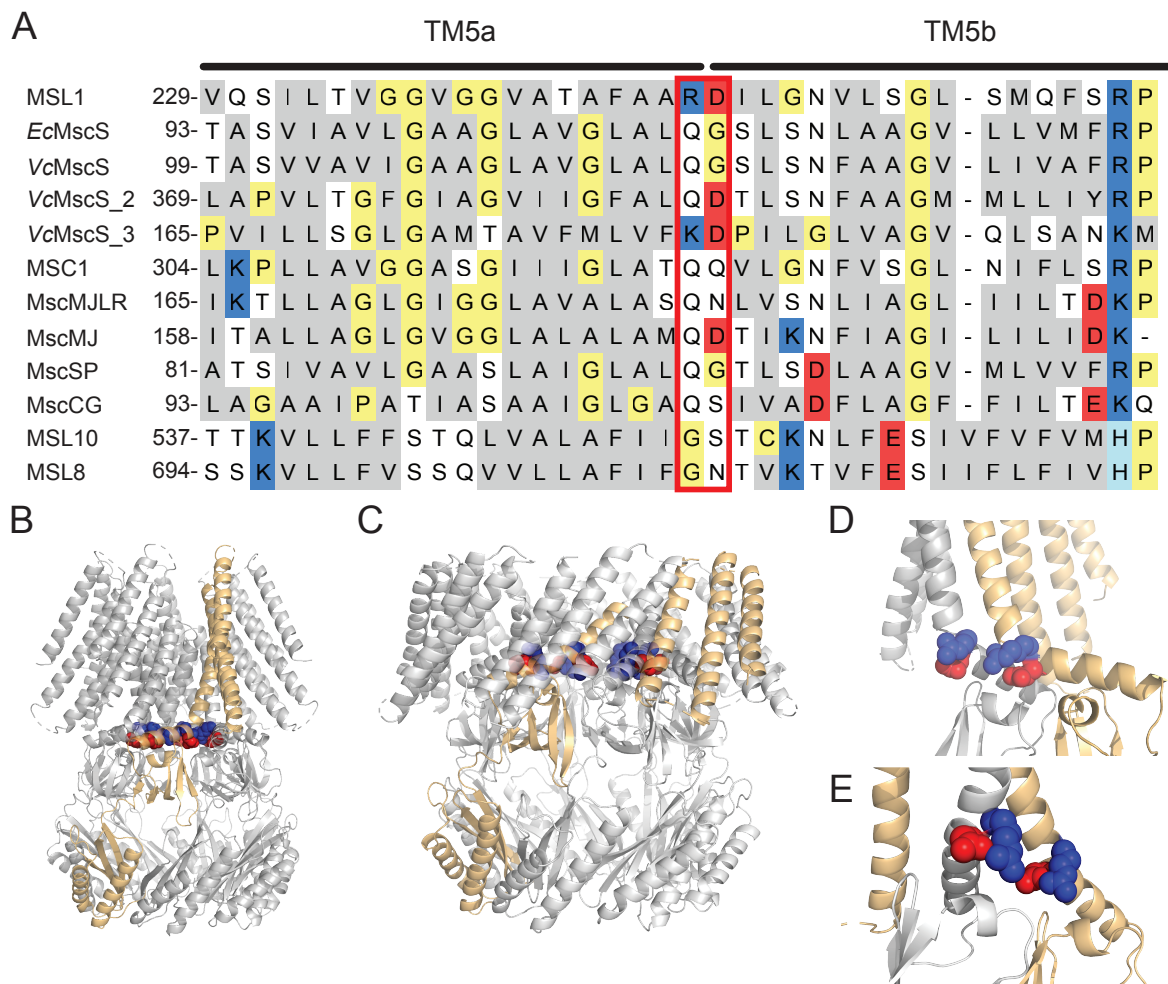 A
TM5a TM5b
MSL1 229- V Q S I L T V G G V G G V A T A F A A R D I L G N V L S G L - S M Q F S R P
EcMscS 93- T A S V I A V L G A A G L A V G L A L Q G S L S N L A A G V - L L V M F R P
VcMscS 99- T A S V V A V I G A A G L A V G L A L Q G S L S N F A A G V - L I V A F R P
VcMscS_2 369- L A P V L T G F G I A G V I I G F A L Q D T L S N F A A G M - M L L I Y R P
VcMscS_3 165- P V I L L S G L G A M T A V F M L V F K D P I L G L V A G V - Q L S A N K M
MSC1 304- L K P L L A V G G A S G I I I G L A T Q Q V L G N F V S G L - N I F L S R P
MscMJLR 165- I K T L L A G L G I G G L A V A L A S Q N L V S N L I A G L - I I L T D K P
MscMJ 158- I T A L L A G L G V G G L A L A L A M Q D T I K N F I A G I - L I L I D K -
MscSP 81- A T S I V A V L G A A S L A I G L A L Q G T L S D L A A G V - M L V V F R P
MscCG 93- L A G A A I P A T I A S A A I G L G A Q S I V A D F L A G F - F I L T E K Q
MSL10 537- T T K V L L F F S T Q L V A L A F I I G S T C K N L F E S I V F V F V M H P
MSL8 694- S S K V L L F V S S Q V V L L A F I F G N T V K T V F E S I I F L F I V H P
B
C
D
E